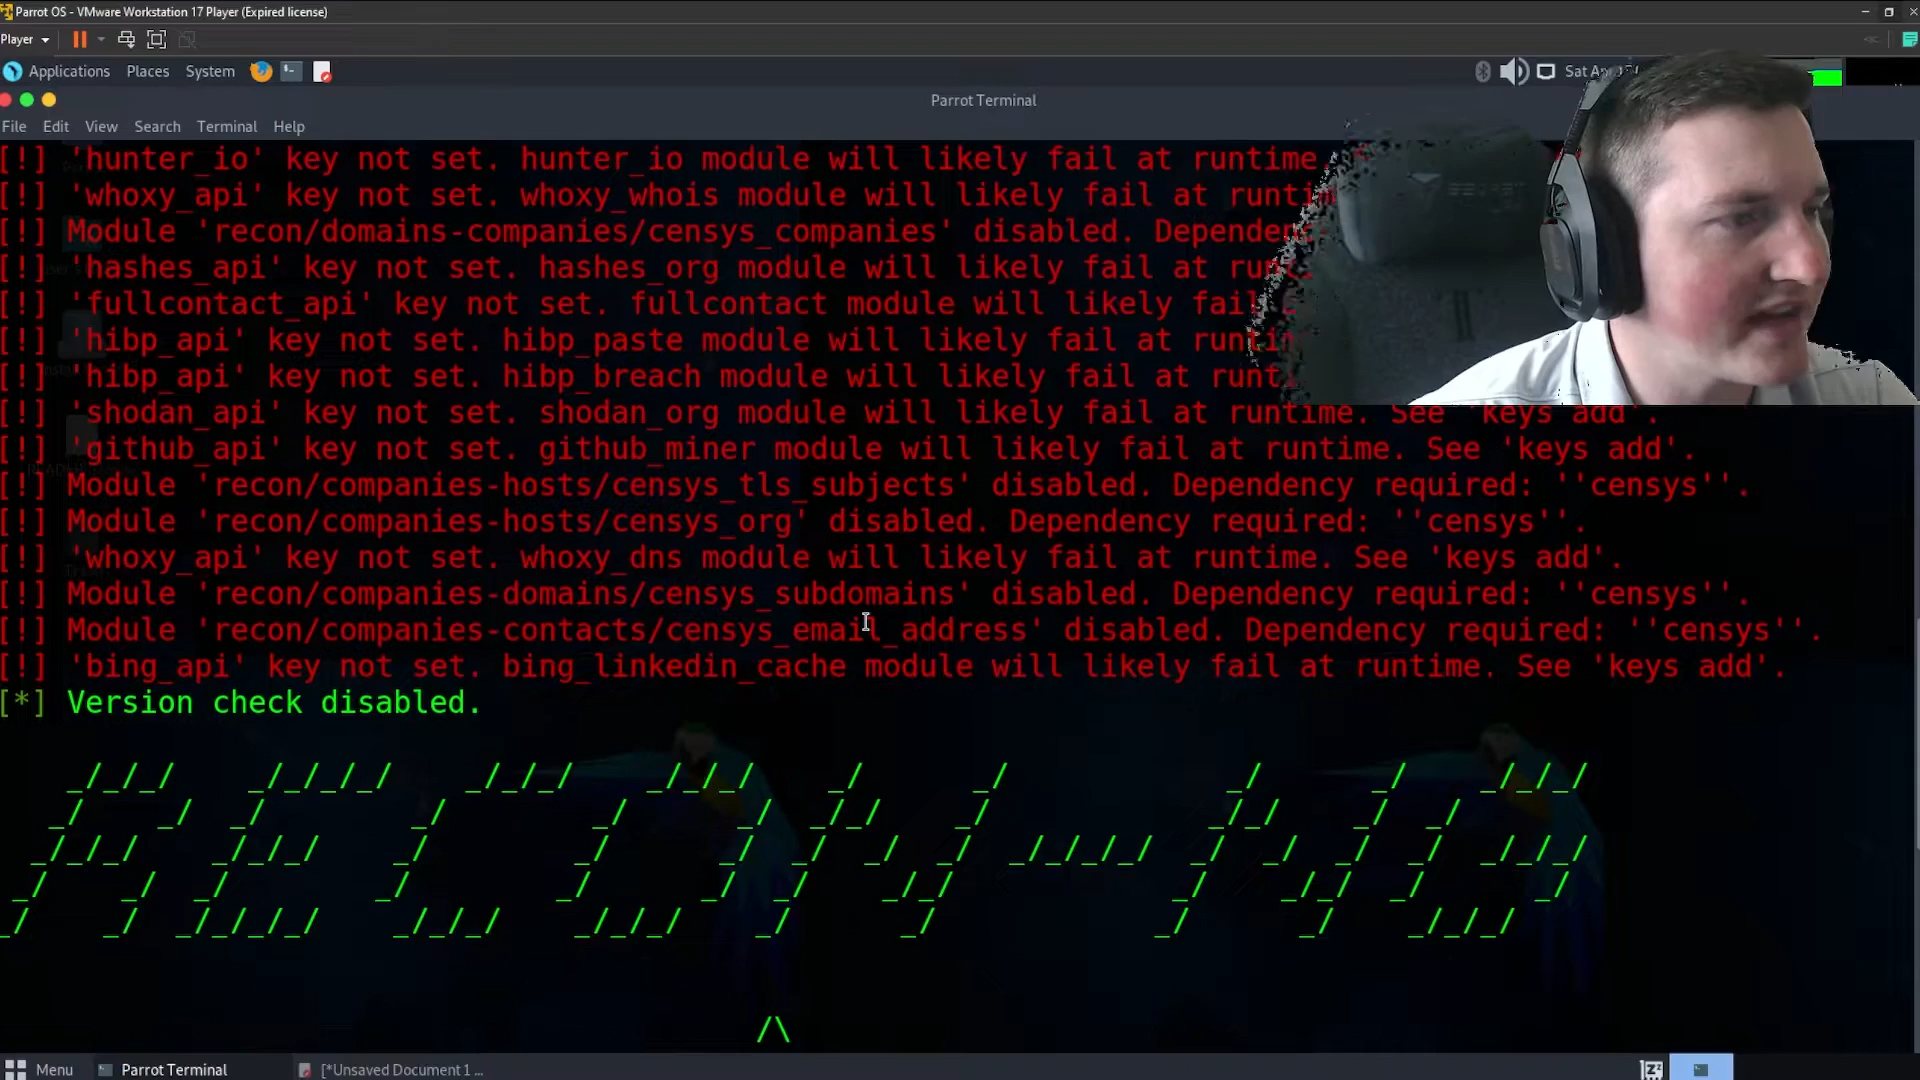 Parrot OS - VMware Workstation 17 Player (Expired license)
Player
Applications Places System
Parrot Terminal
File Edit View Search Terminal Help
[!] 'hunter_io' key not set. hunter_io module will likely fail at runtime.
[!] 'whoxy_api' key not set. whoxy_whois module will likely fail at
[!] Module 'recon/domains-companies/censys_companies' disabled.
[!] 'hashes_api' key not set. hashes_org module will likely fail at
[!] 'fullcontact_api' key not set. fullcontact module will likely fail
[!] 'hibp_api' key not set. hibp_paste module will likely fail at
[!] 'hibp_api' key not set. hibp_breach module will likely fail at
[!] 'shodan_api' key not set. shodan_org module will likely fail at runtime. See 'keys add'.
[!] 'github_api' key not set. github_miner module will likely fail at runtime. See 'keys add'.
[!] Module 'recon/companies-hosts/censys_tls_subjects' disabled. Dependency required: ''censys''.
[!] Module 'recon/companies-hosts/censys_org' disabled. Dependency required: ''censys''.
[!] 'whoxy_api' key not set. whoxy_dns module will likely fail at runtime. See 'keys add'.
[!] Module 'recon/companies-domains/censys_subdomains' disabled. Dependency required: ''censys''.
[!] Module 'recon/companies-contacts/censys_email_address' disabled. Dependency required: ''censys''.
[!] 'bing_api' key not set. bing_linkedin_cache module will likely fail at runtime. See 'keys add'.
[*] Version check disabled.
RECON-NG
/\
Menu Parrot Terminal [*Unsaved Document 1 ...